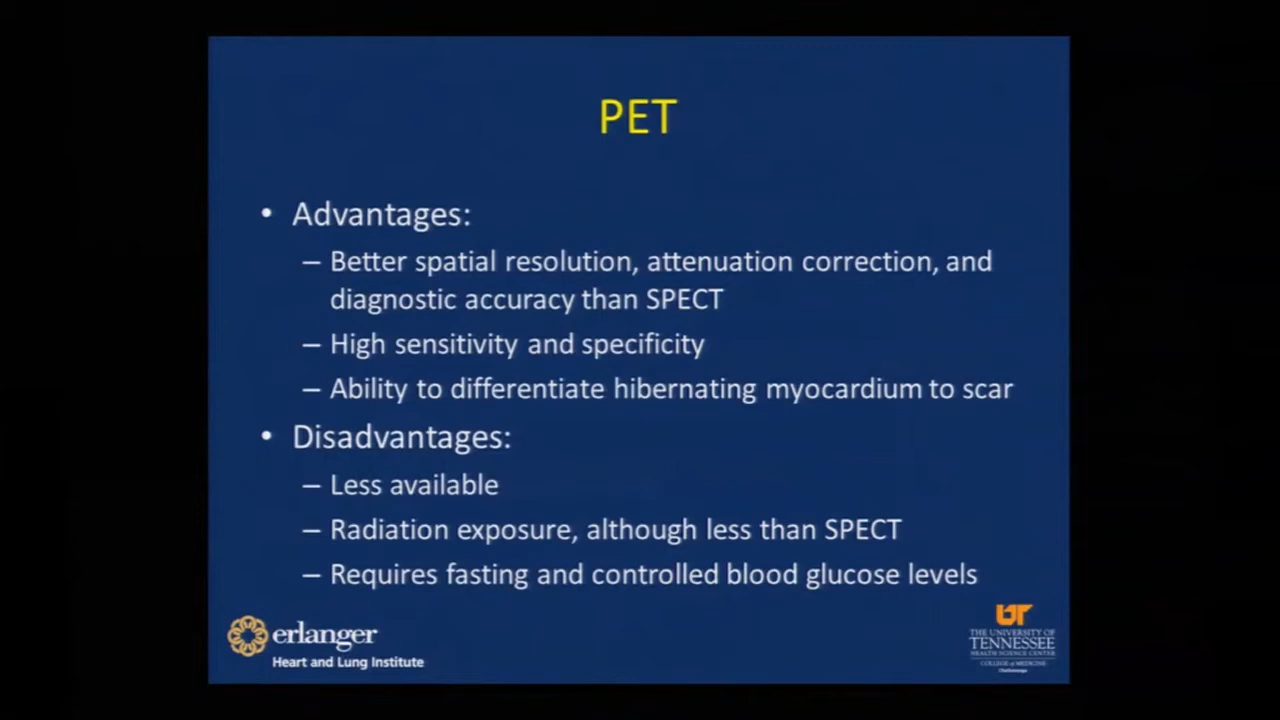 PET
• Advantages:
– Better spatial resolution, attenuation correction, and
diagnostic accuracy than SPECT
– High sensitivity and specificity
– Ability to differentiate hibernating myocardium to scar
• Disadvantages:
– Less available
– Radiation exposure, although less than SPECT
– Requires fasting and controlled blood glucose levels
erlanger
Heart and Lung Institute
UT
THE UNIVERSITY OF
TENNESSEE
HEALTH SCIENCE CENTER
COLLEGE of MEDICINE
Chattanooga